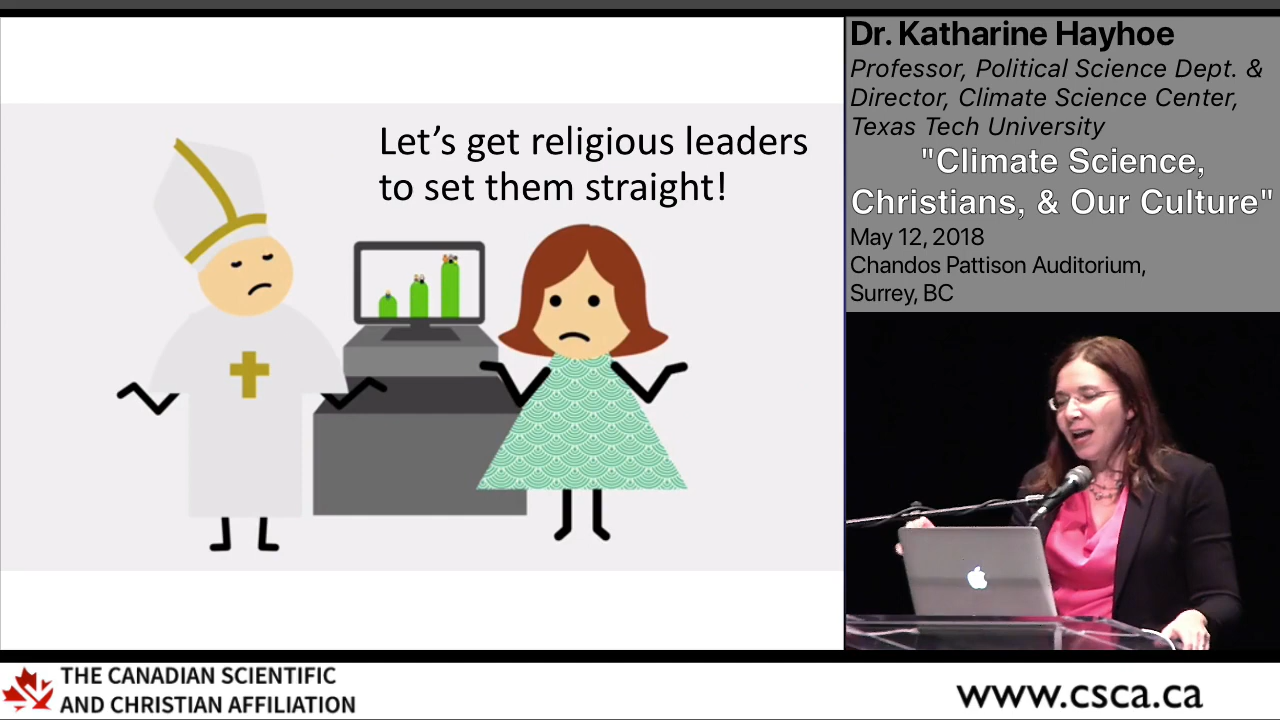 Let's get religious leaders
to set them straight!
Dr. Katharine Hayhoe
Professor, Political Science Dept. &
Director, Climate Science Center,
Texas Tech University
"Climate Science,
Christians, & Our Culture"
May 12, 2018
Chandos Pattison Auditorium,
Surrey, BC
THE CANADIAN SCIENTIFIC
AND CHRISTIAN AFFILIATION
www.csca.ca